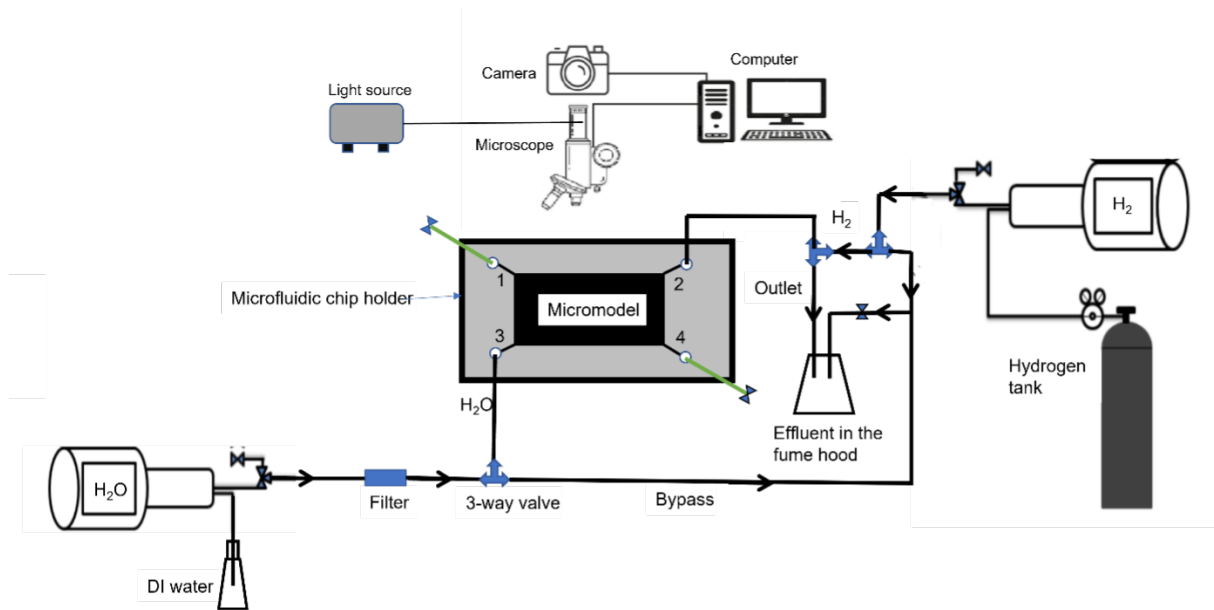 Computer
Camera
Light source
Microscope
H₂
H₂
1
2
Outlet
Microfluidic chip holder
Micromodel
3
4
Hydrogen
tank
H₂O
Effluent in the
fume hood
H₂O
Filter
3-way valve
Bypass
DI water